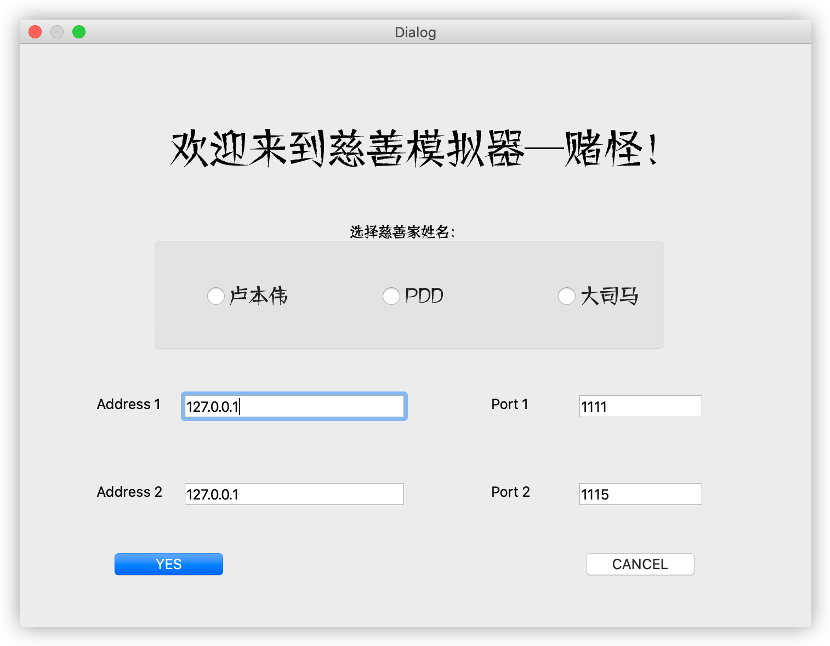 Dialog
欢迎来到慈善模拟器—赌怪！
选择慈善家姓名：
卢本伟 PDD 大司马
Address 1 127.0.0.1 Port 1 1111
Address 2 127.0.0.1 Port 2 1115
YES CANCEL